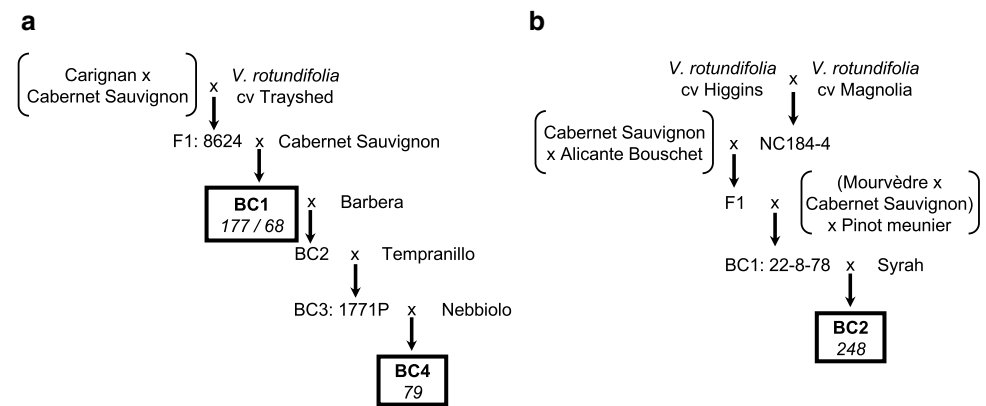 a
Carignan x
Cabernet Sauvignon
x
V. rotundifolia
cv Trayshed
F1: 8624 x Cabernet Sauvignon
BC1
177 / 68
x Barbera
BC2 x Tempranillo
BC3: 1771P x Nebbiolo
BC4
79
b
V. rotundifolia
cv Higgins
x
V. rotundifolia
cv Magnolia
Cabernet Sauvignon
x Alicante Bouschet
x NC184-4
F1 x
(Mourvèdre x
Cabernet Sauvignon)
x Pinot meunier
BC1: 22-8-78 x Syrah
BC2
248